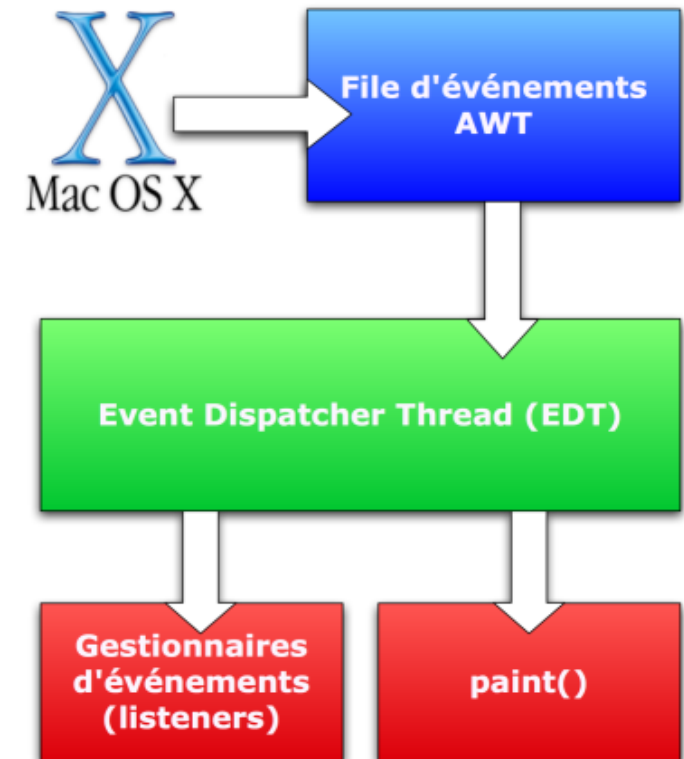 File d'événements
AWT
Mac OS X
Event Dispatcher Thread (EDT)
Gestionnaires
d'événements
(listeners)
paint()